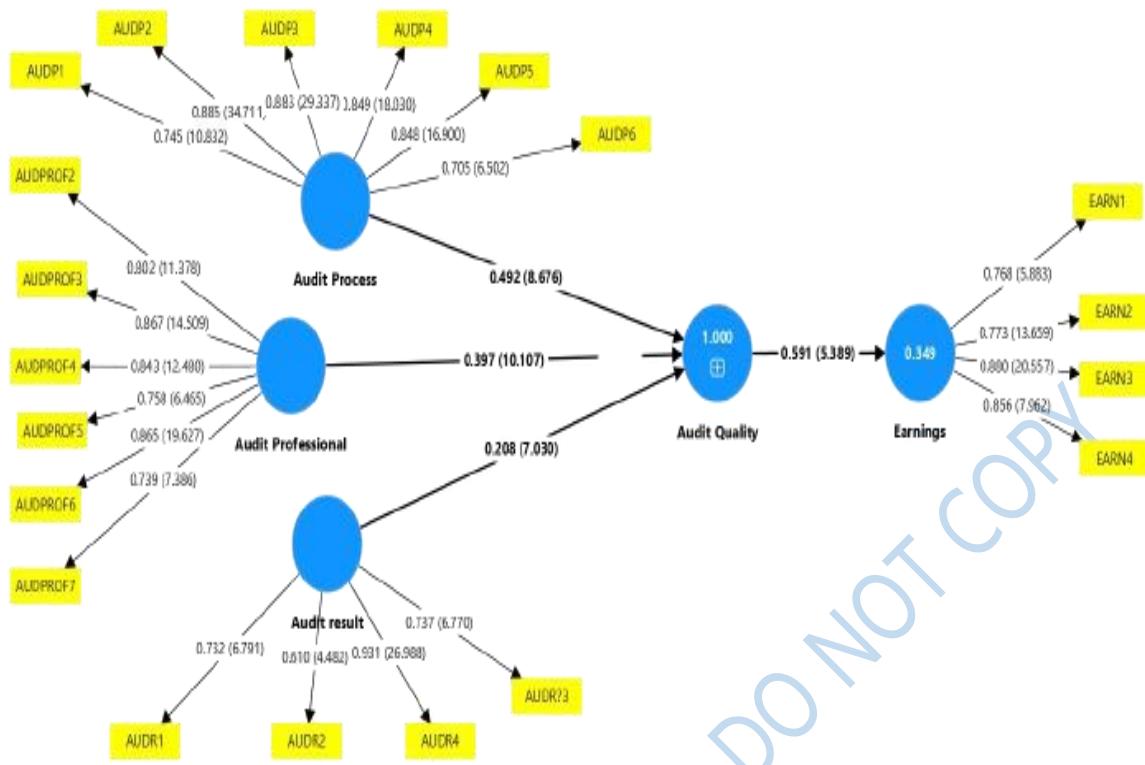 AUDP1
AUDP2
AUDP3
AUDP4
AUDP5
AUDP6
0.745 (10.832)
0.885 (34.711
0.883 (29.337)
0.849 (18.030)
0.848 (16.900)
0.705 (6.502)
Audit Process
AUDPROF2
AUDPROF3
AUDPROF4
AUDPROF5
AUDPROF6
AUDPROF7
0.802 (11.378)
0.867 (14.509)
0.843 (12.480)
0.758 (6.465)
0.865 (19.627)
0.739 (7.386)
Audit Professional
0.492 (8.676)
0.397 (10.107)
0.208 (7.030)
1.000
Audit Quality
0.591 (5.389)
0.349
Earnings
EARN1
EARN2
EARN3
EARN4
0.768 (5.883)
0.773 (13.659)
0.880 (20.557)
0.856 (7.962)
Audit result
0.732 (6.791)
0.610 (4.482)
0.931 (26.988)
0.737 (6.770)
AUDR1
AUDR2
AUDR4
AUDR?3
DO NOT COPY